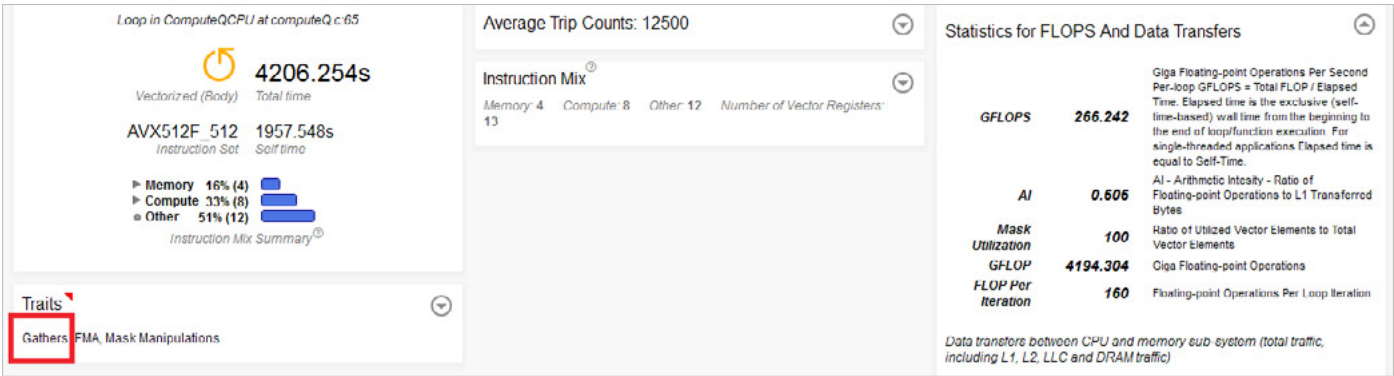 Loop in ComputeQCPU at computeQ.c:65
4206.254s
Vectorized (Body) Total time
AVX512F_512 1957.548s
Instruction Set Self time
Memory 16% (4)
Compute 33% (8)
Other 51% (12)
Instruction Mix Summary?
Traits
Gathers, FMA, Mask Manipulations
Average Trip Counts: 12500
Instruction Mix?
Memory: 4 Compute: 8 Other: 12 Number of Vector Registers:
13
Statistics for FLOPS And Data Transfers
GFLOPS 266.242
Giga Floating-point Operations Per Second
Per-loop GFLOPS = Total FLOP / Elapsed
Time. Elapsed time is the exclusive (self-
time-based) wall time from the beginning to
the end of loop/function execution. For
single-threaded applications Elapsed time is
equal to Self-Time.
AI 0.606
AI - Arithmetic Intesity - Ratio of
Floating-point Operations to L1 Transferred
Bytes
Mask
Utilization 100
Ratio of Utilized Vector Elements to Total
Vector Elements
GFLOP 4194.304 Giga Floating-point Operations
FLOP Per
Iteration 160 Floating-point Operations Per Loop Iteration
Data transfers between CPU and memory sub-system (total traffic,
including L1, L2, LLC and DRAM traffic)